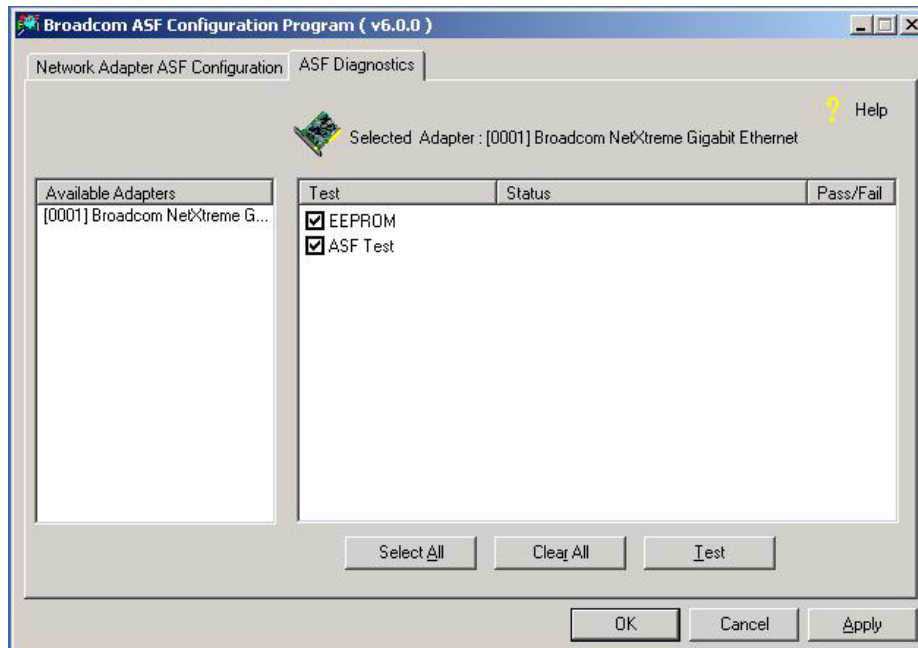 Broadcom ASF Configuration Program ( v6.0.0 )
Network Adapter ASF Configuration
ASF Diagnostics
? Help
Selected Adapter : [0001] Broadcom NetXtreme Gigabit Ethernet
Available Adapters
[0001] Broadcom NetXtreme G...
Test Status Pass/Fail
EEPROM
ASF Test
Select All
Clear All
Test
OK
Cancel
Apply